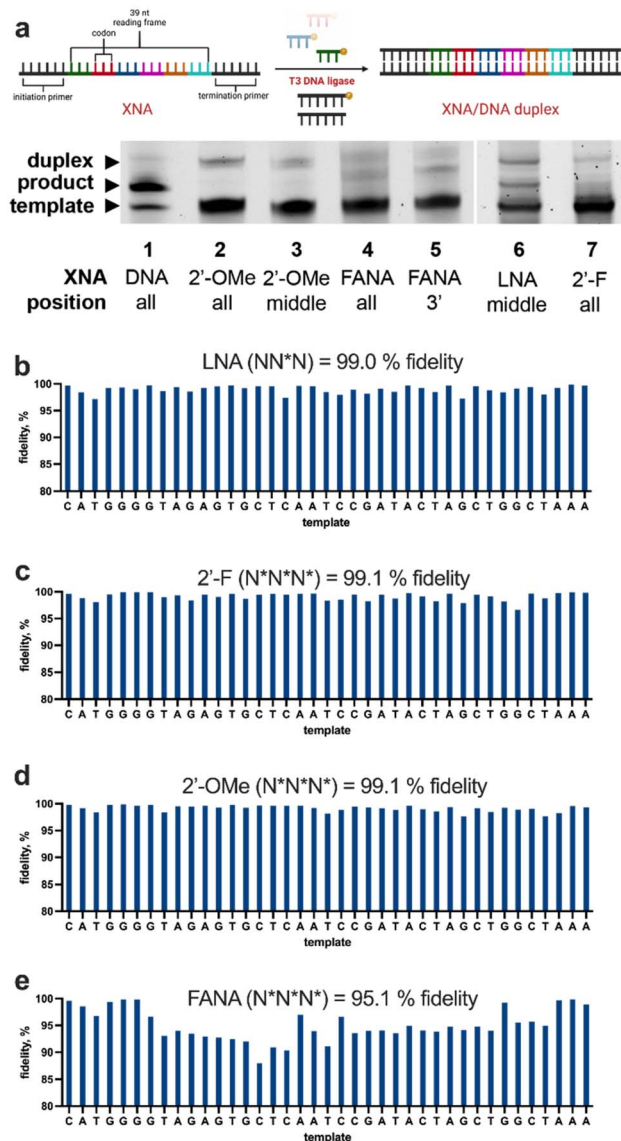 a
39 nt
reading frame
codon
initiation primer
termination primer
XNA
T3 DNA ligase
XNA/DNA duplex
duplex
product
template
1 2 3 4 5 6 7
XNA DNA 2'-OMe 2'-OMe FANA FANA LNA 2'-F
position all all middle all 3' middle all
b
LNA (NN*N) = 99.0 % fidelity
fidelity, %
100
95
90
85
80
C A T G G G G T A G A G T G C T C A A T C C G A T A C T A G C T G G C T A A A
template
c
2'-F (N*N*N*) = 99.1 % fidelity
fidelity, %
100
95
90
85
80
C A T G G G G T A G A G T G C T C A A T C C G A T A C T A G C T G G C T A A A
template
d
2'-OMe (N*N*N*) = 99.1 % fidelity
fidelity, %
100
95
90
85
80
C A T G G G G T A G A G T G C T C A A T C C G A T A C T A G C T G G C T A A A
template
e
FANA (N*N*N*) = 95.1 % fidelity
fidelity, %
100
95
90
85
80
C A T G G G G T A G A G T G C T C A A T C C G A T A C T A G C T G G C T A A A
template